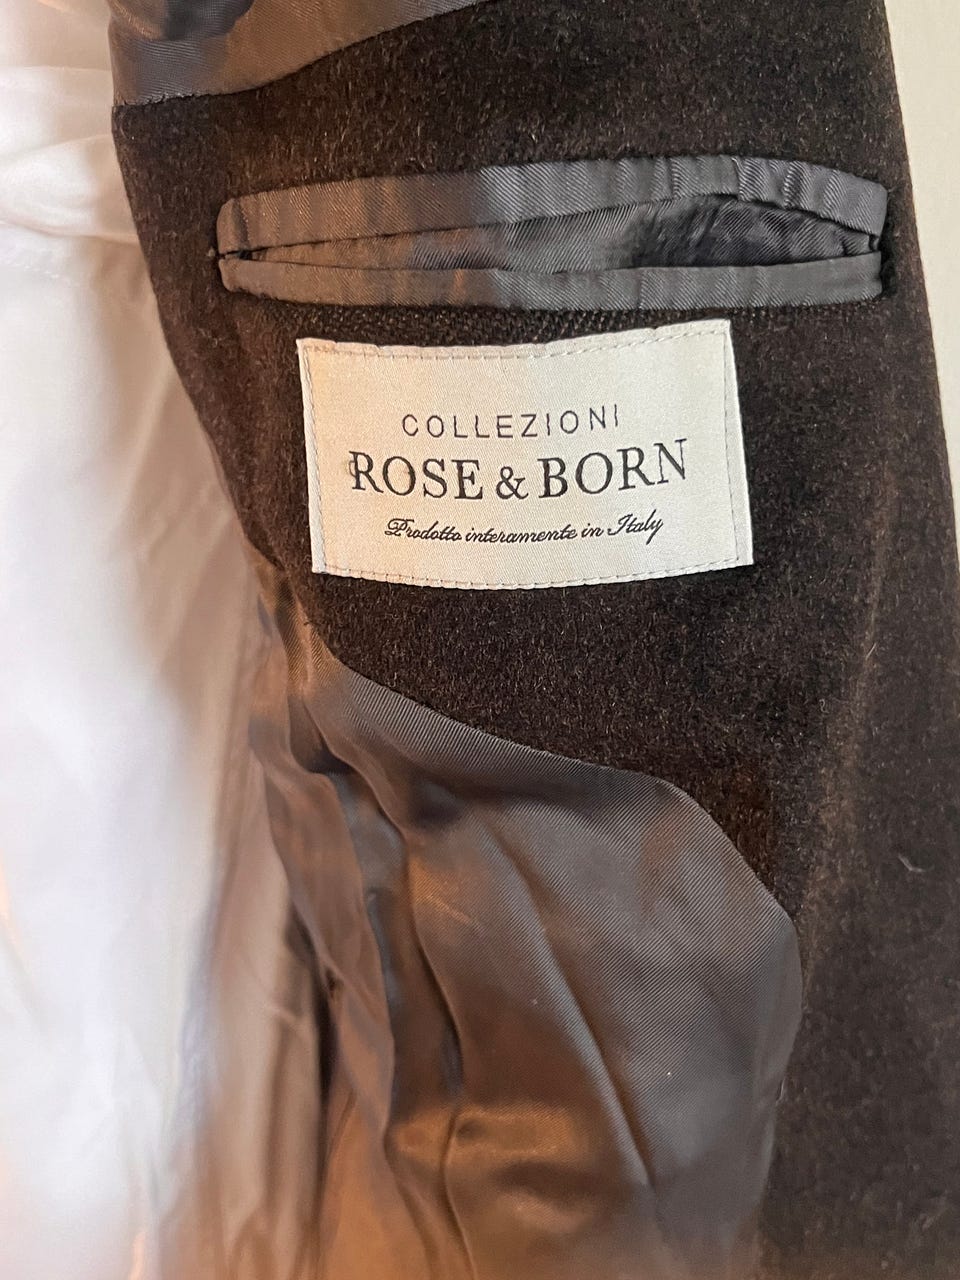 COLLEZIONI
ROSE & BORN
Prodotto interamente in Italy